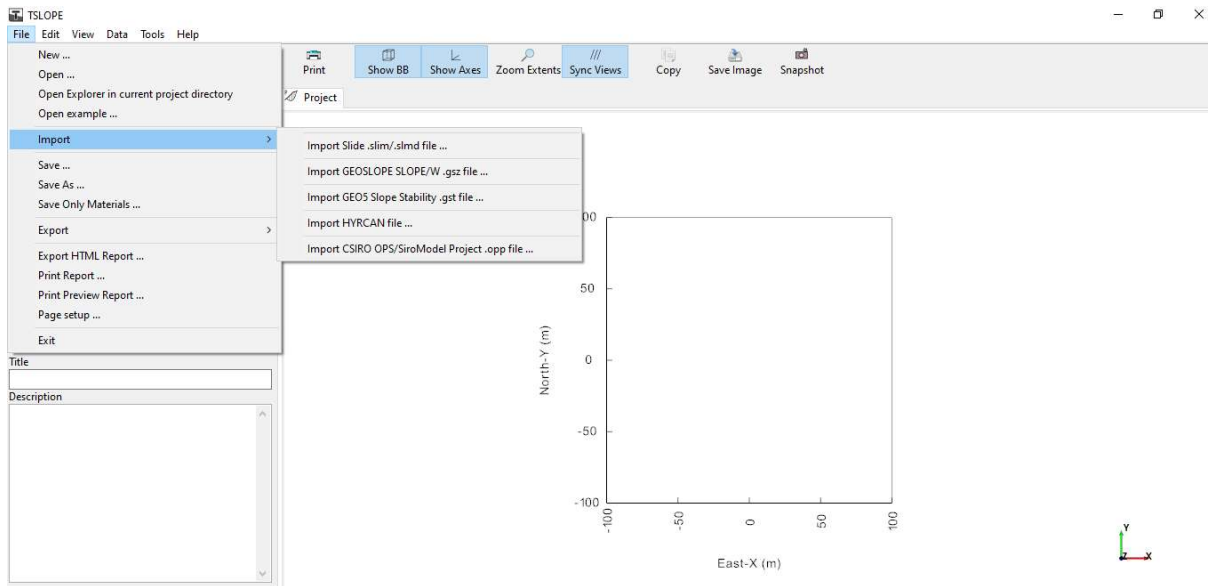 TSLOPE
File Edit View Data Tools Help
New ...
Open ...
Open Explorer in current project directory
Open example ...
Import
Save ...
Save As ...
Save Only Materials ...
Export
Export HTML Report ...
Print Report ...
Print Preview Report ...
Page setup ...
Exit
Import Slide .slim/.slmd file ...
Import GEOSLOPE SLOPE/W .gsz file ...
Import GEO5 Slope Stability .gst file ...
Import HYRCAN file ...
Import CSIRO OPS/SiroModel Project .opp file ...
Print Show BB Show Axes Zoom Extents Sync Views Copy Save Image Snapshot
Project
Title
Description
00
50
0
-50
-100
North-Y (m)
-100 -50 0 50 100
East-X (m)
Y
Z X